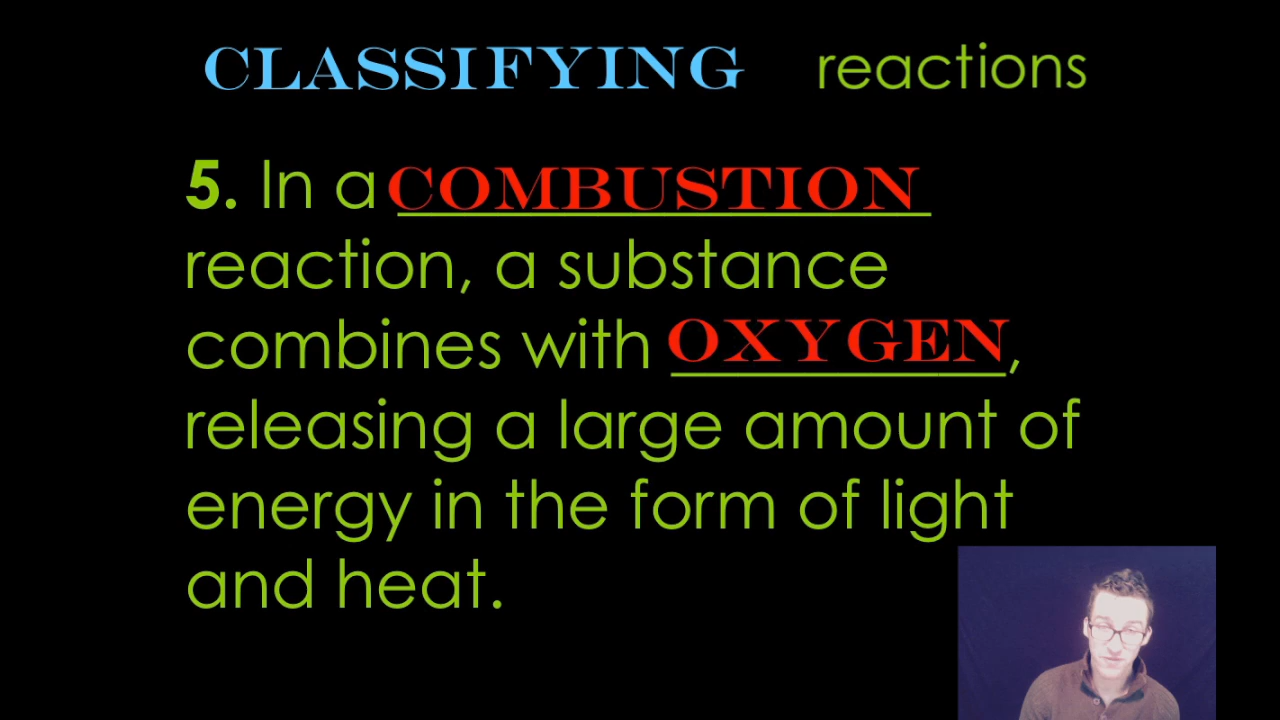 CLASSIFYING reactions
5. In a COMBUSTION
reaction, a substance
combines with OXYGEN,
releasing a large amount of
energy in the form of light
and heat.